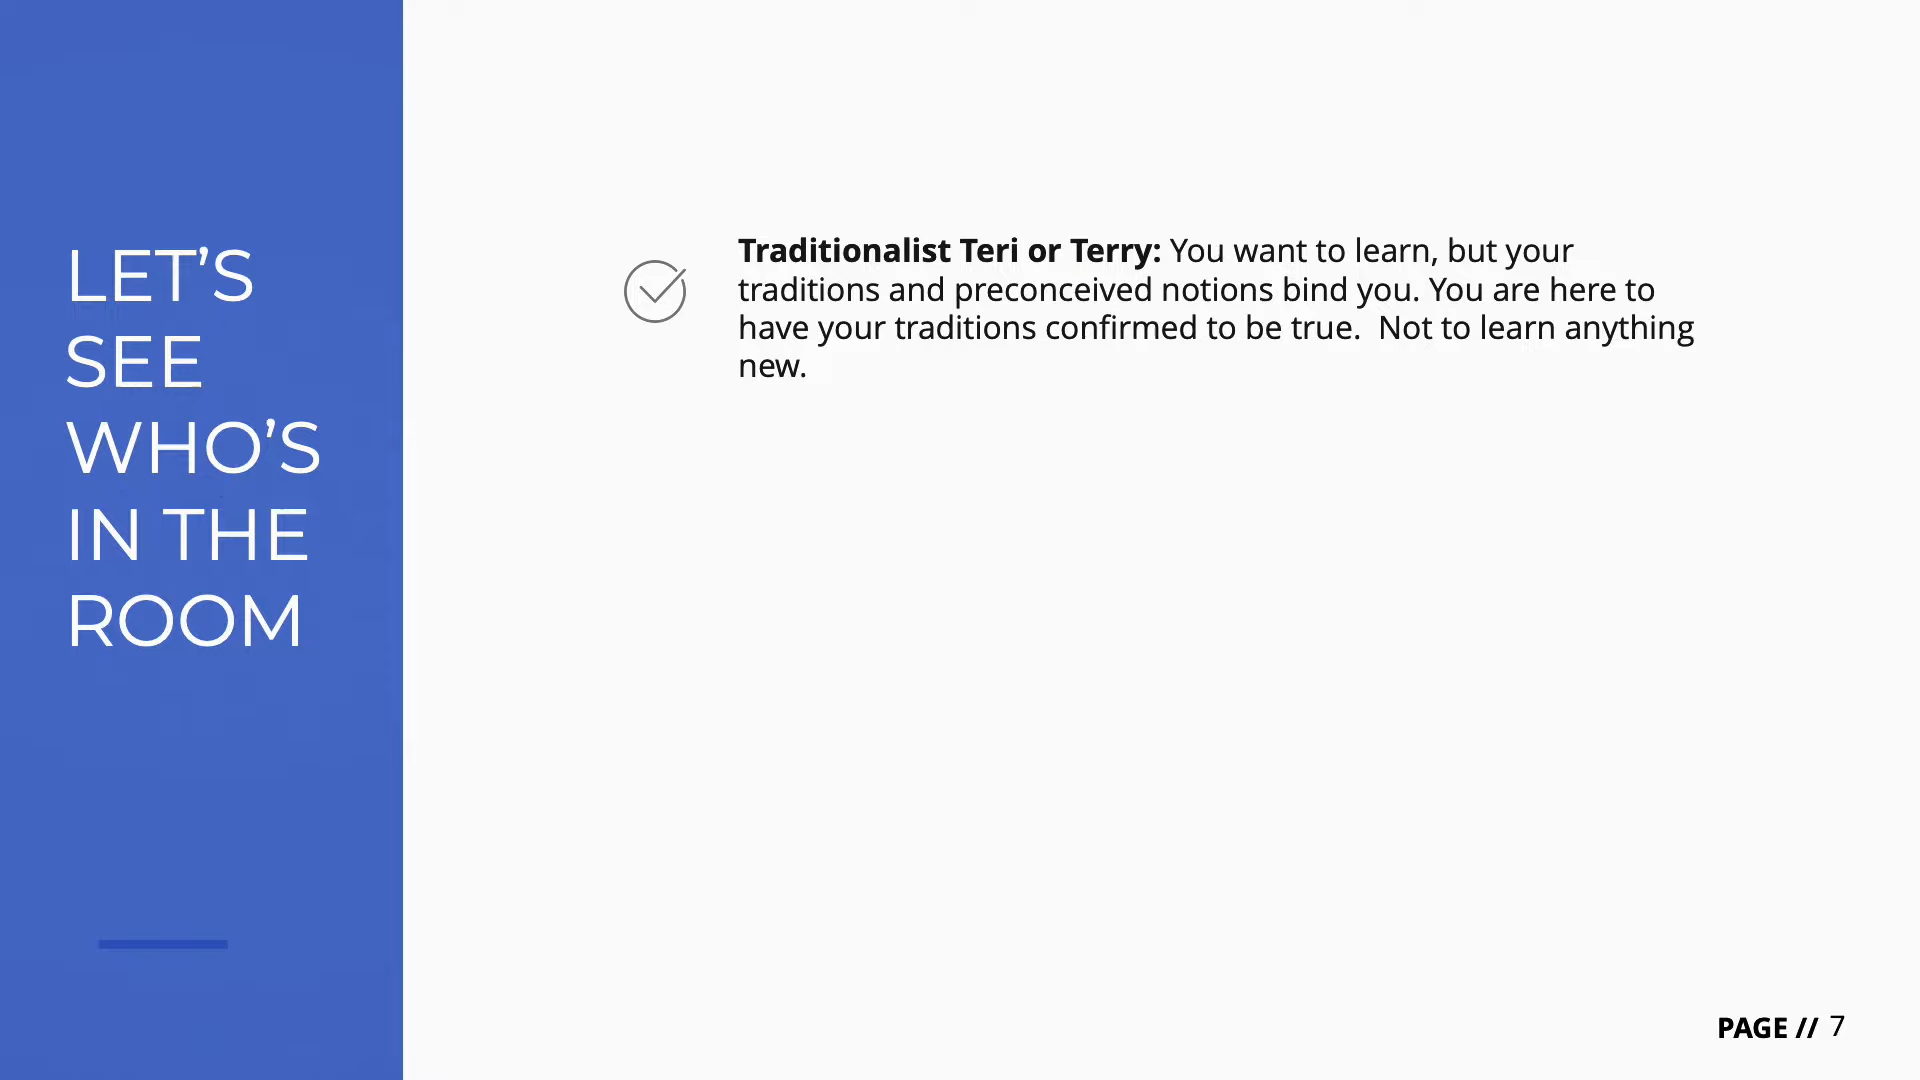 LET’S
SEE
WHO’S
IN THE
ROOM
Traditionalist Teri or Terry: You want to learn, but your
traditions and preconceived notions bind you. You are here to
have your traditions confirmed to be true.  Not to learn anything
new.
PAGE // 7